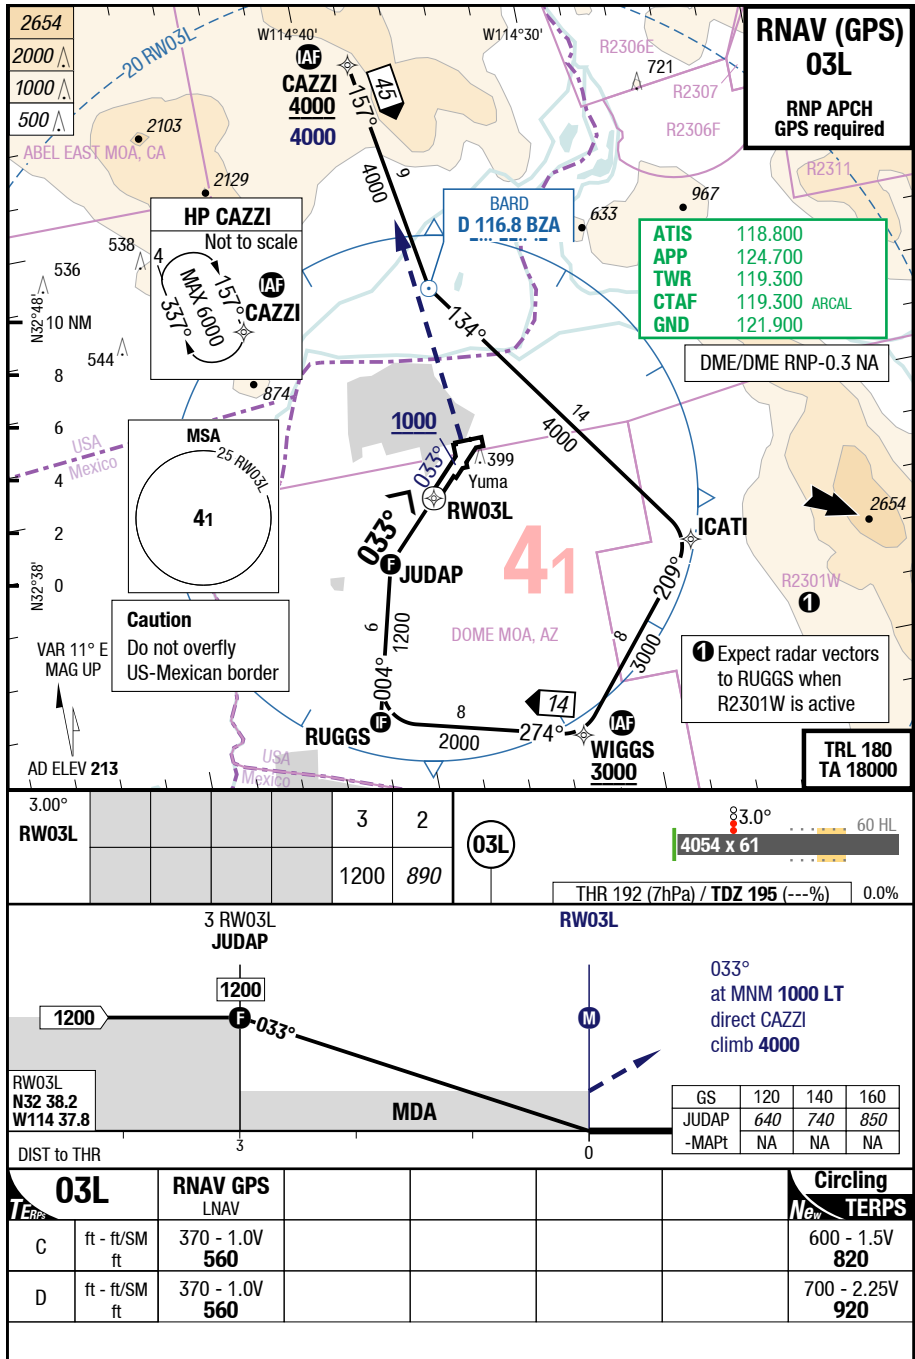 2654
2000
1000
500
20 RW03L
W114°40'
W114°30'
RNAV (GPS)
03L
RNP APCH
GPS required
IAF
CAZZI
4000
4000
157°
45
R2306E
721
R2307
R2306F
R2311
2103
ABEL EAST MOA, CA
2129
9
4000
BARD
D 116.8 BZA
633
967
HP CAZZI
Not to scale
4
MAX 6000
157°
337°
IAF
CAZZI
538
536
544
874
ATIS 118.800
APP 124.700
TWR 119.300
CTAF 119.300 ARCAL
GND 121.900
DME/DME RNP-0.3 NA
N32°48'
10 NM
8
6
4
2
0
N32°38'
134°
14
4000
USA
Mexico
MSA
25 RW03L
41
1000
033°
399
Yuma
RW03L
033°
F
JUDAP
41
ICATI
2654
209°
R2301W
1
DOME MOA, AZ
8
3000
6
1200
004°
Caution
Do not overfly
US-Mexican border
VAR 11° E
MAG UP
AD ELEV 213
1 Expect radar vectors
to RUGGS when
R2301W is active
RUGGS
IF
8
2000
14
274°
IAF
WIGGS
3000
USA
Mexico
TRL 180
TA 18000
3.00°
RW03L
3 2
1200 890
03L
3.0°
60 HL
4054 x 61
THR 192 (7hPa) / TDZ 195 (---%)
0.0%
3 RW03L
JUDAP
RW03L
1200
1200
F
033°
M
033°
at MNM 1000 LT
direct CAZZI
climb 4000
RW03L
N32 38.2
W114 37.8
MDA
GS 120 140 160
JUDAP 640 740 850
-MAPt NA NA NA
DIST to THR
3
0
TERPS
03L
RNAV GPS
LNAV
Circling
New TERPS
C
ft - ft/SM
ft
370 - 1.0V
560
600 - 1.5V
820
D
ft - ft/SM
ft
370 - 1.0V
560
700 - 2.25V
920